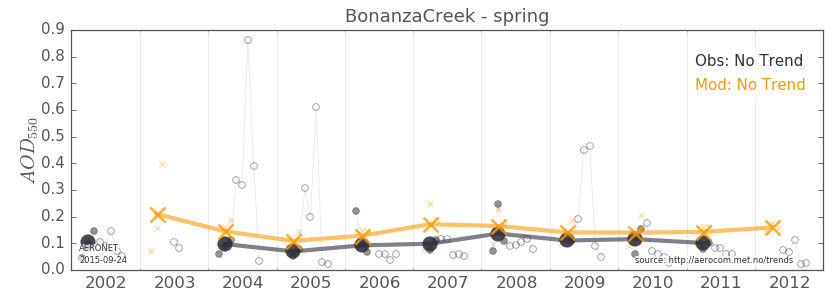 BonanzaCreek - spring
0.9
0.8
0.7
0.6
0.5
0.4
0.3
0.2
0.1
0.0
AOD550
Obs: No Trend
Mod: No Trend
AERONET
2015-09-24
source: http://aerocom.met.no/trends
2002 2003 2004 2005 2006 2007 2008 2009 2010 2011 2012